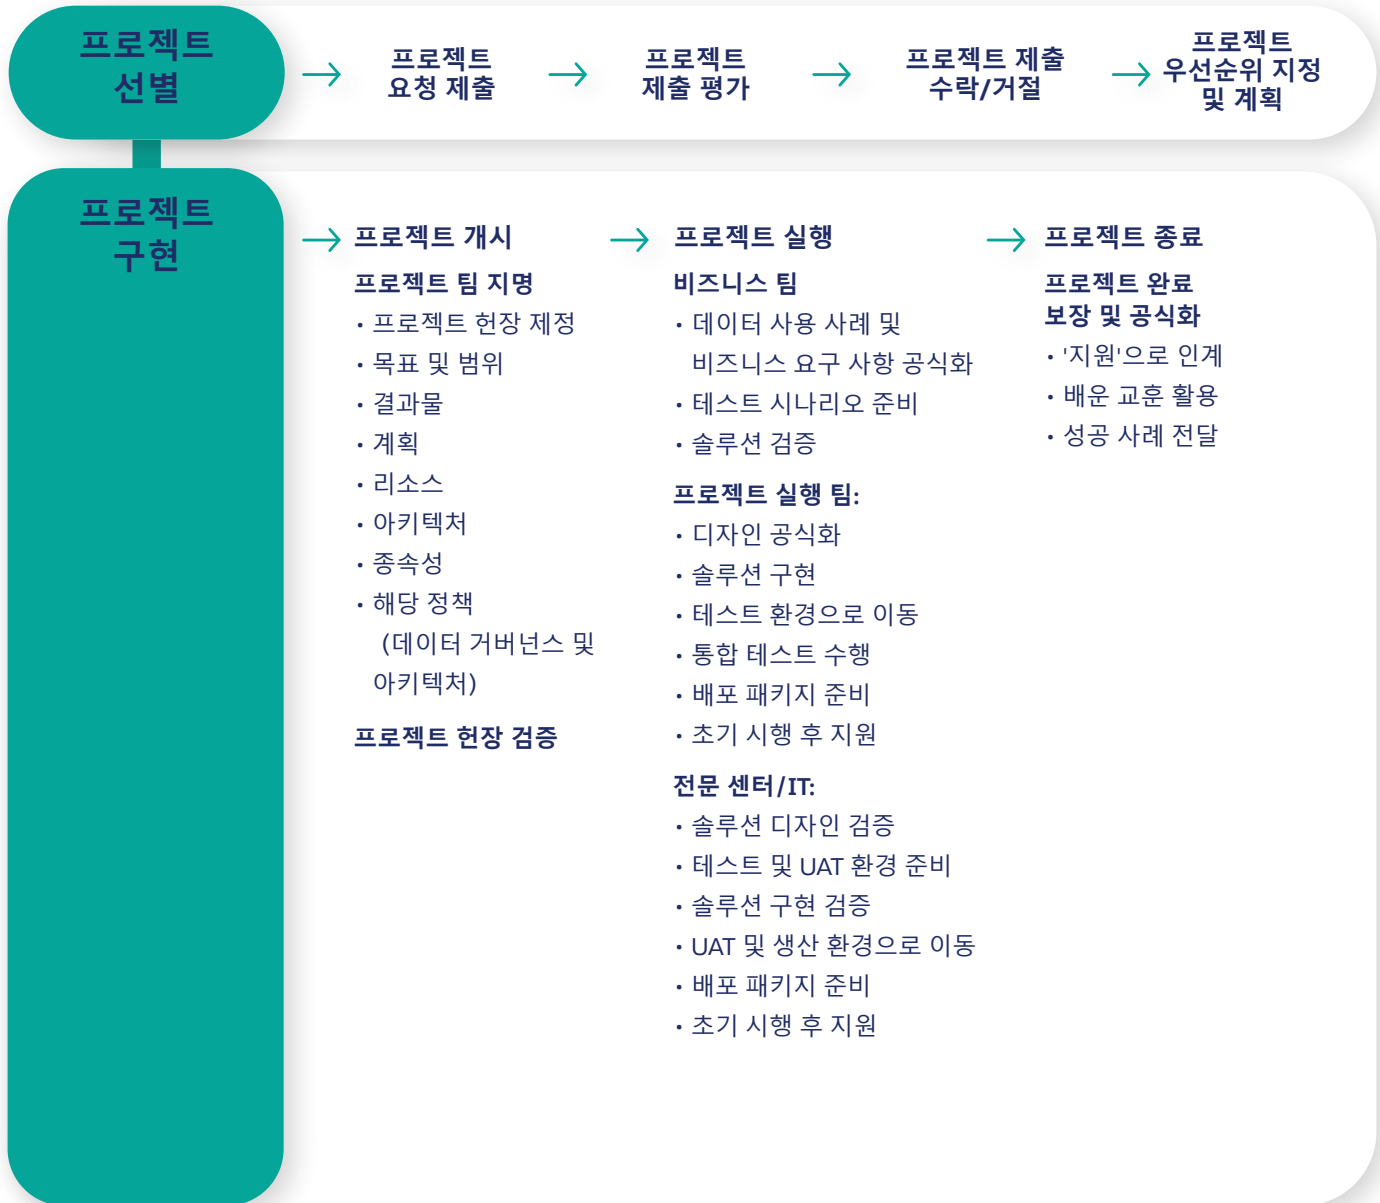 프로젝트
선별
프로젝트
요청 제출
프로젝트
제출 평가
프로젝트 제출
수락/거절
프로젝트
우선순위 지정
및 계획
프로젝트
구현
프로젝트 개시
프로젝트 팀 지명
• 프로젝트 헌장 제정
• 목표 및 범위
• 결과물
• 계획
• 리소스
• 아키텍처
• 종속성
• 해당 정책
(데이터 거버넌스 및
아키텍처)
프로젝트 헌장 검증
프로젝트 실행
비즈니스 팀
• 데이터 사용 사례 및
비즈니스 요구 사항 공식화
• 테스트 시나리오 준비
• 솔루션 검증
프로젝트 실행 팀:
• 디자인 공식화
• 솔루션 구현
• 테스트 환경으로 이동
• 통합 테스트 수행
• 배포 패키지 준비
• 초기 시행 후 지원
전문 센터/IT:
• 솔루션 디자인 검증
• 테스트 및 UAT 환경 준비
• 솔루션 구현 검증
• UAT 및 생산 환경으로 이동
• 배포 패키지 준비
• 초기 시행 후 지원
프로젝트 종료
프로젝트 완료
보장 및 공식화
• '지원'으로 인계
• 배운 교훈 활용
• 성공 사례 전달